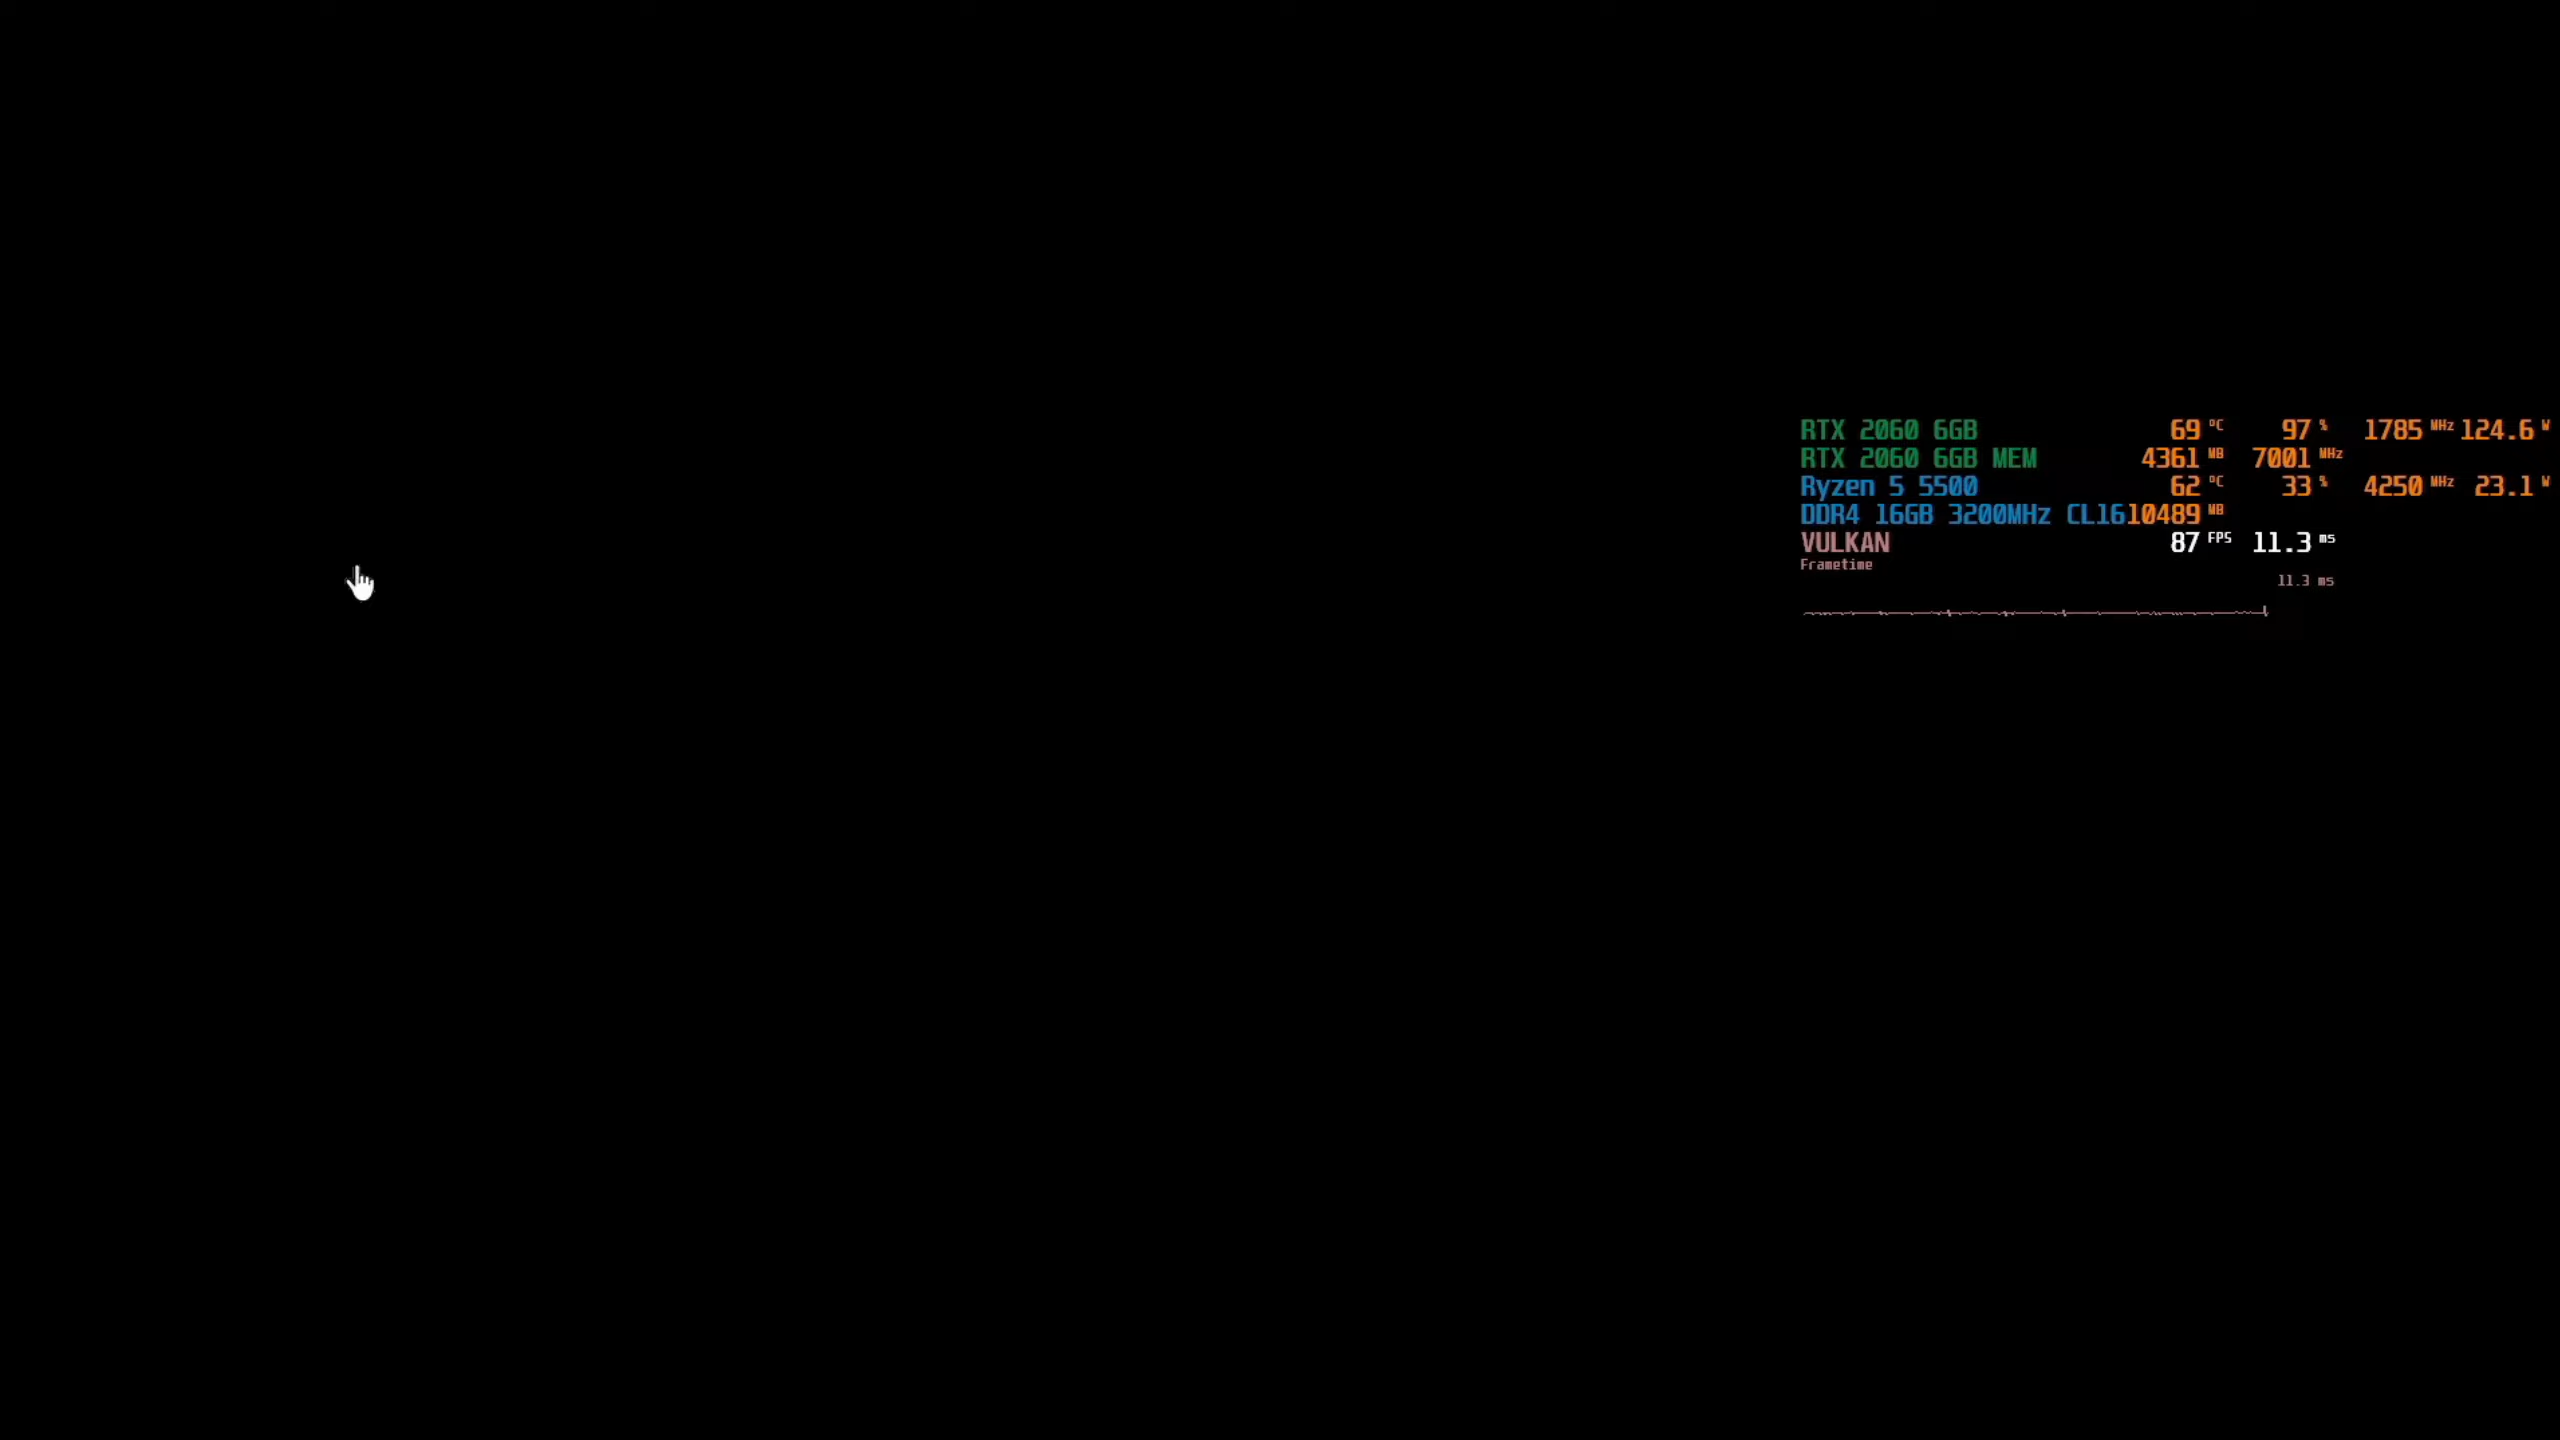 RTX 2060 6GB 69 °C 97 % 1785 MHz 124.6 W
RTX 2060 6GB MEM 4361 MB 7001 MHz
Ryzen 5 5500 62 °C 33 % 4250 MHz 23.1 W
DDR4 16GB 3200MHz CL16 10489 MB
VULKAN 87 FPS 11.3 ms
Frametime
11.3 ms